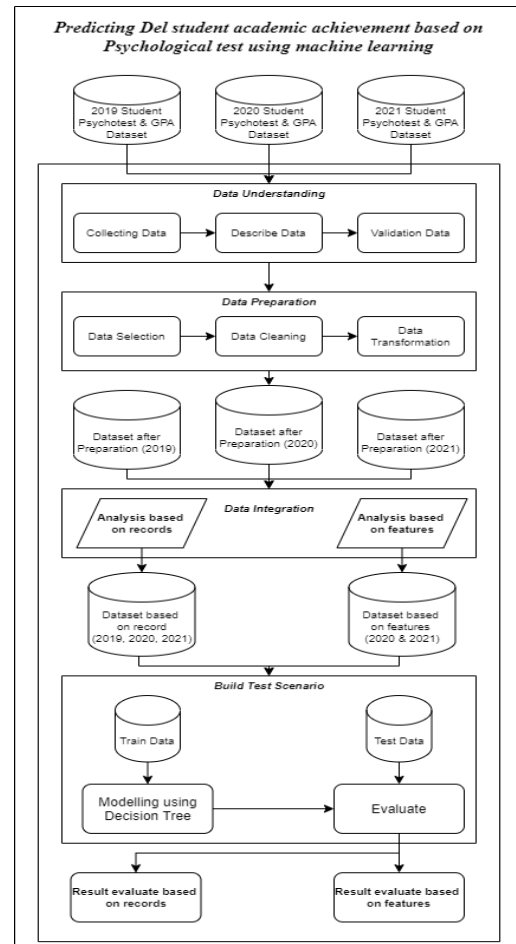 Predicting Del student academic achievement based on
Psychological test using machine learning
2019 Student
Psychotest & GPA
Dataset
2020 Student
Psychotest & GPA
Dataset
2021 Student
Psychotest & GPA
Dataset
Data Understanding
Collecting Data
Describe Data
Validation Data
Data Preparation
Data Selection
Data Cleaning
Data
Transformation
Dataset after
Preparation (2019)
Dataset after
Preparation (2020)
Dataset after
Preparation (2021)
Data Integration
Analysis based
on records
Analysis based
on features
Dataset based
on record
(2019, 2020, 2021)
Dataset based
on features
(2020 & 2021)
Build Test Scenario
Train Data
Test Data
Modelling using
Decision Tree
Evaluate
Result evaluate based
on records
Result evaluate based
on features